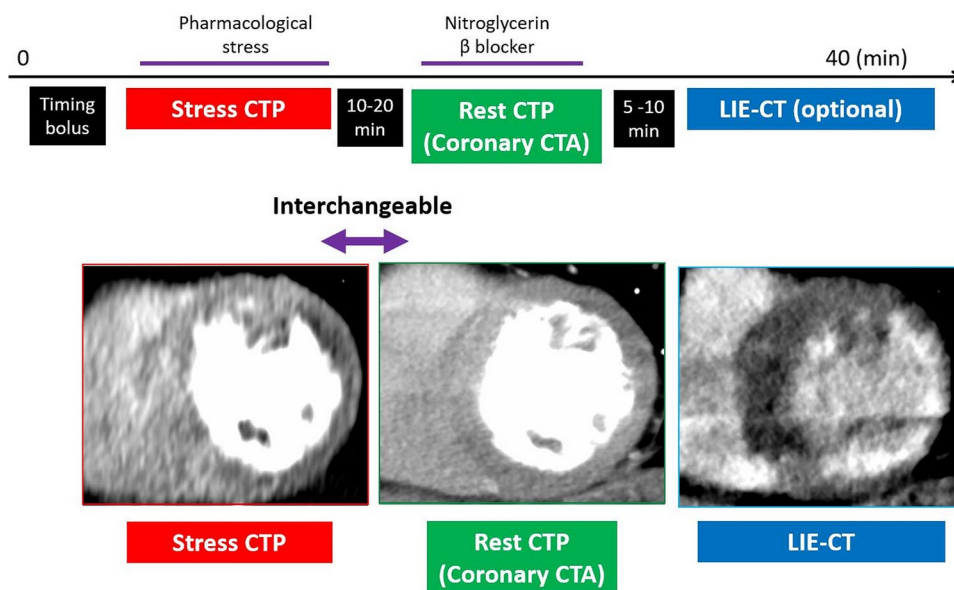 Pharmacological
stress
Nitroglycerin
β blocker
0
40 (min)
Timing
bolus
Stress CTP
10-20
min
Rest CTP
(Coronary CTA)
5 -10
min
LIE-CT (optional)
Interchangeable
Stress CTP
Rest CTP
(Coronary CTA)
LIE-CT